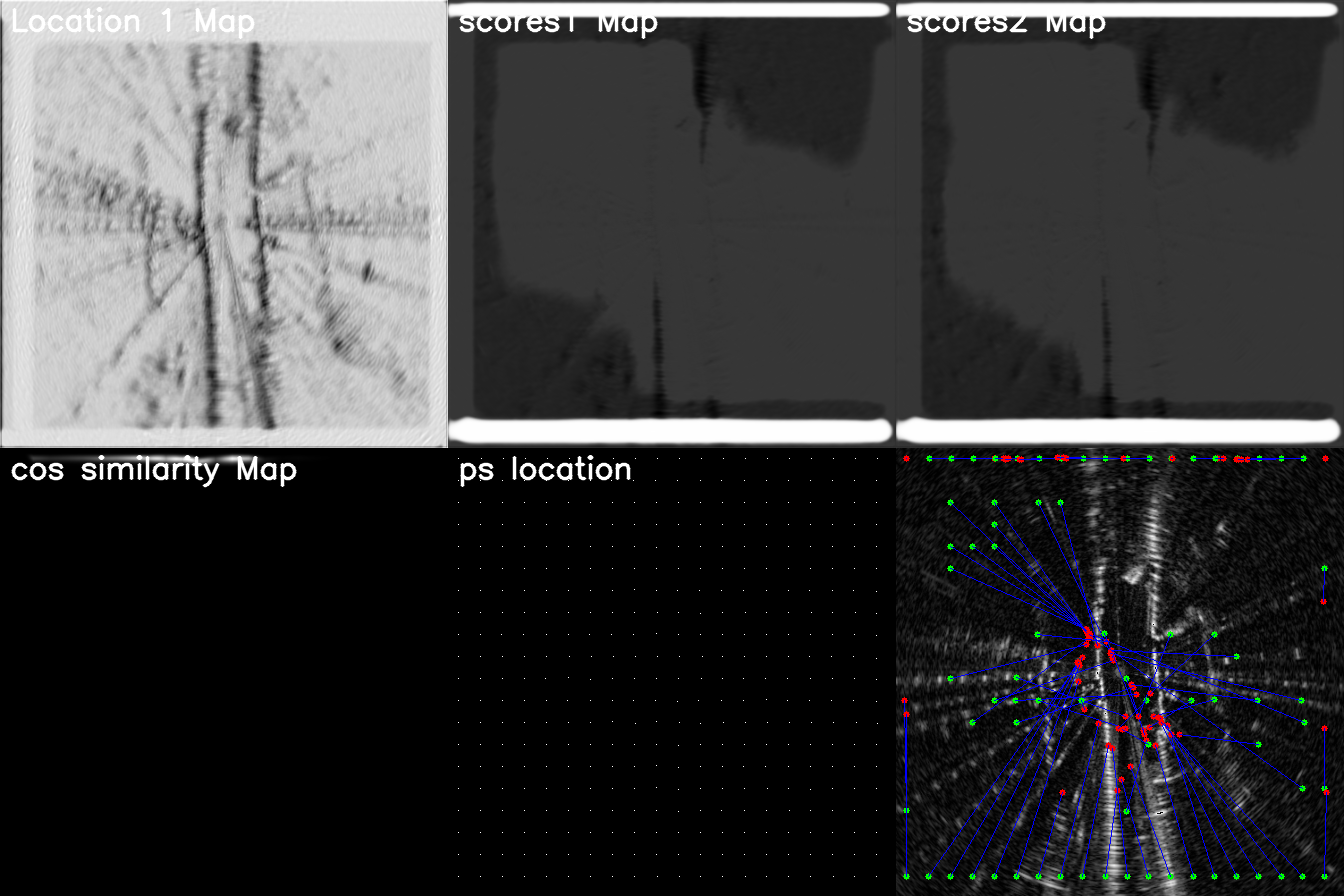 Location 1 Map
scores1 Map
scores2 Map
cos similarity Map
ps location